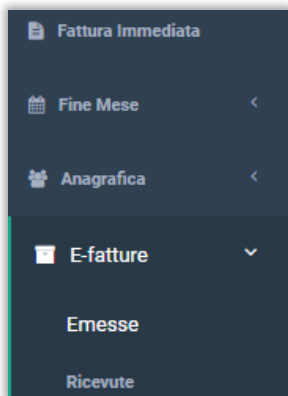 Fattura Immediata
Fine Mese
Anagrafica
E-fatture
Emesse
Ricevute